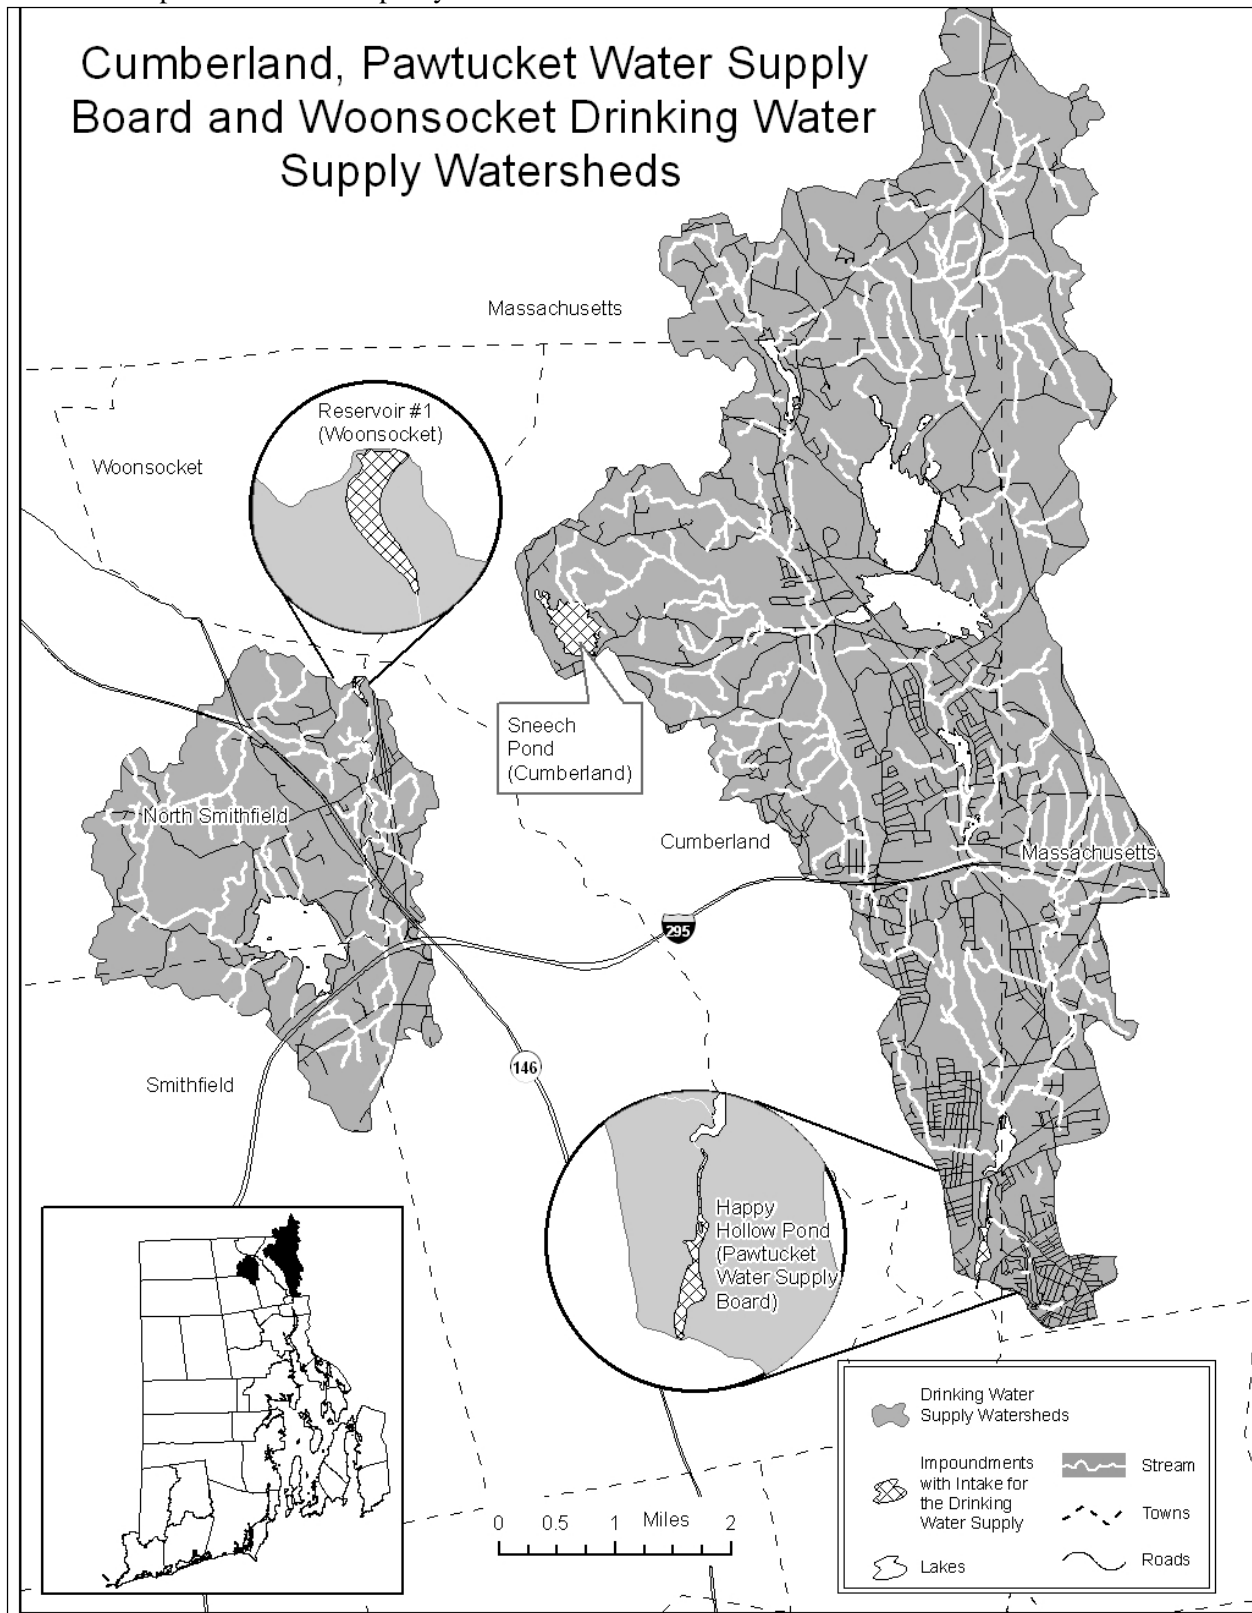 Cumberland, Pawtucket Water Supply
Board and Woonsocket Drinking Water
Supply Watersheds
Massachusetts
Reservoir #1
(Woonsocket)
Woonsocket
Sneech
Pond
(Cumberland)
North Smithfield
Cumberland
Massachusetts
295
146
Smithfield
Happy
Hollow Pond
(Pawtucket
Water Supply
Board)
Drinking Water
Supply Watersheds
Impoundments
with Intake for
the Drinking
Water Supply
Lakes
Stream
Towns
Roads
0 0.5 1 Miles 2